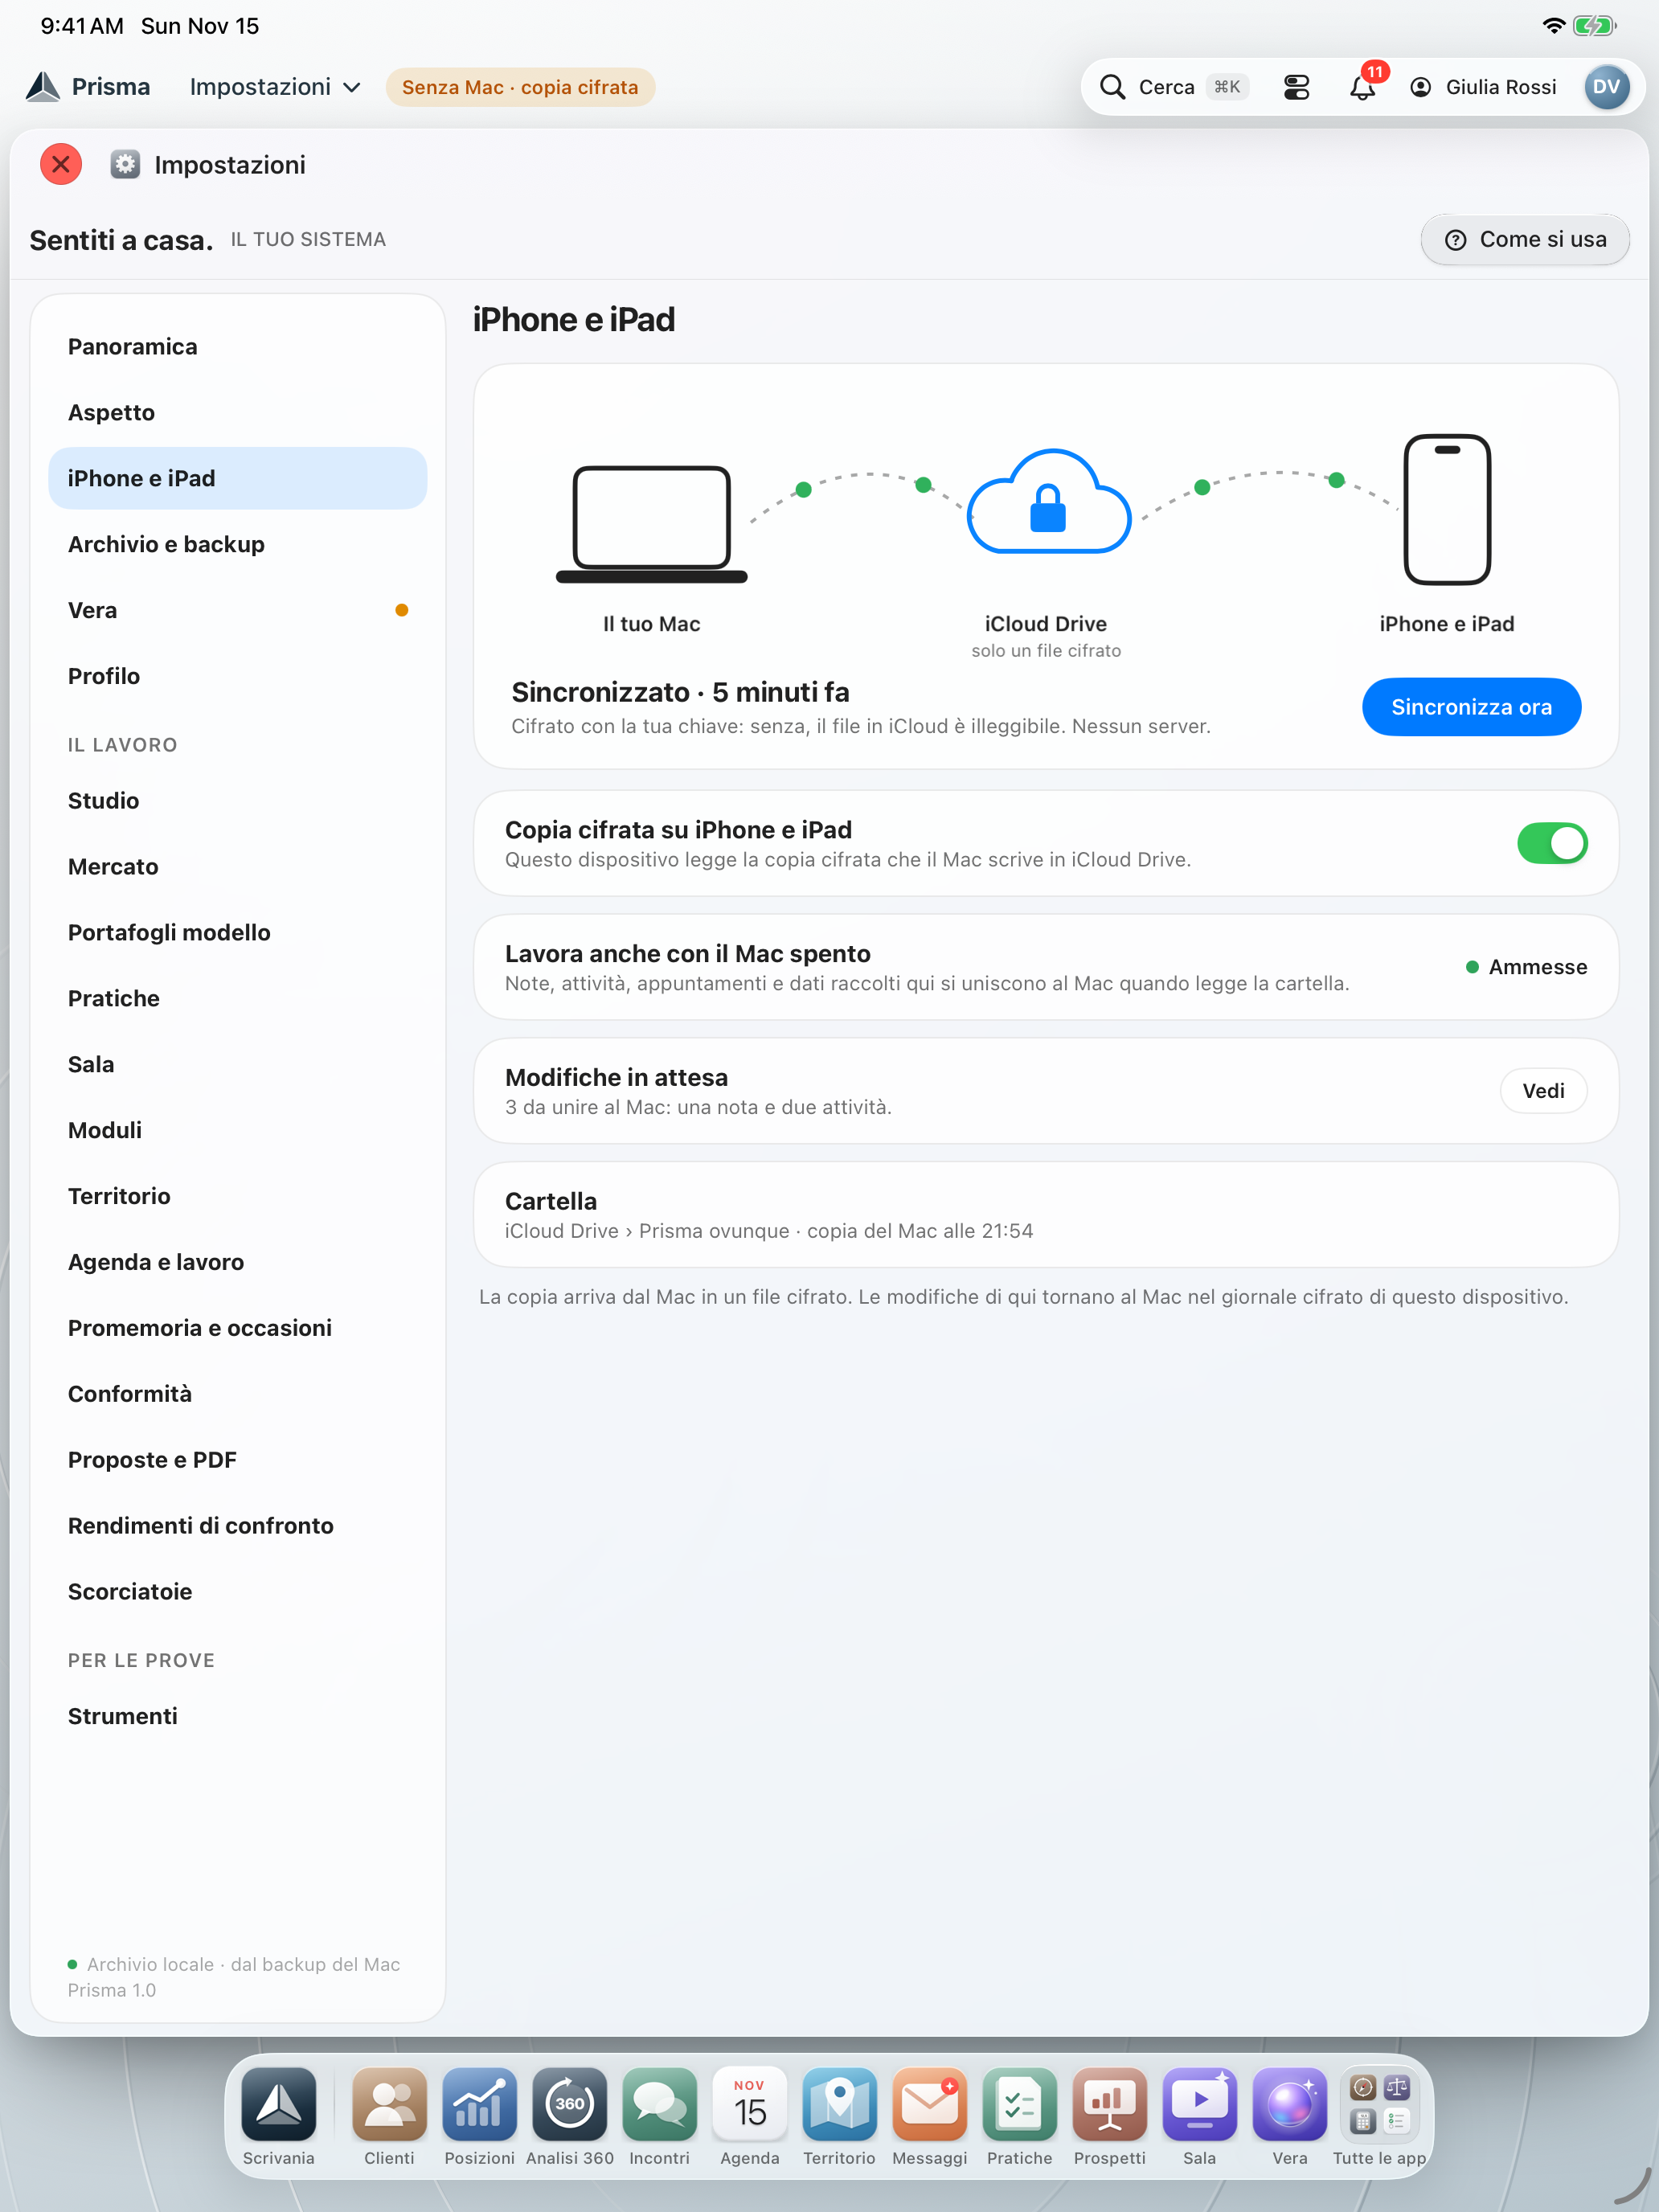 9:41 AM Sun Nov 15
Prisma Impostazioni Senza Mac · copia cifrata Cerca ⌘K 11 Giulia Rossi DV
Impostazioni
Sentiti a casa. IL TUO SISTEMA Come si usa
Panoramica
Aspetto
iPhone e iPad
Archivio e backup
Vera
Profilo
IL LAVORO
Studio
Mercato
Portafogli modello
Pratiche
Sala
Moduli
Territorio
Agenda e lavoro
Promemoria e occasioni
Conformità
Proposte e PDF
Rendimenti di confronto
Scorciatoie
PER LE PROVE
Strumenti
Archivio locale · dal backup del Mac
Prisma 1.0
iPhone e iPad
Il tuo Mac iCloud Drive iPhone e iPad
solo un file cifrato
Sincronizzato · 5 minuti fa
Cifrato con la tua chiave: senza, il file in iCloud è illeggibile. Nessun server.
Sincronizza ora
Copia cifrata su iPhone e iPad
Questo dispositivo legge la copia cifrata che il Mac scrive in iCloud Drive.
Lavora anche con il Mac spento
Note, attività, appuntamenti e dati raccolti qui si uniscono al Mac quando legge la cartella.
Ammesse
Modifiche in attesa
3 da unire al Mac: una nota e due attività.
Vedi
Cartella
iCloud Drive › Prisma ovunque · copia del Mac alle 21:54
La copia arriva dal Mac in un file cifrato. Le modifiche di qui tornano al Mac nel giornale cifrato di questo dispositivo.
360
NOV
15
Scrivania Clienti Posizioni Analisi 360 Incontri Agenda Territorio Messaggi Pratiche Prospetti Sala Vera Tutte le app